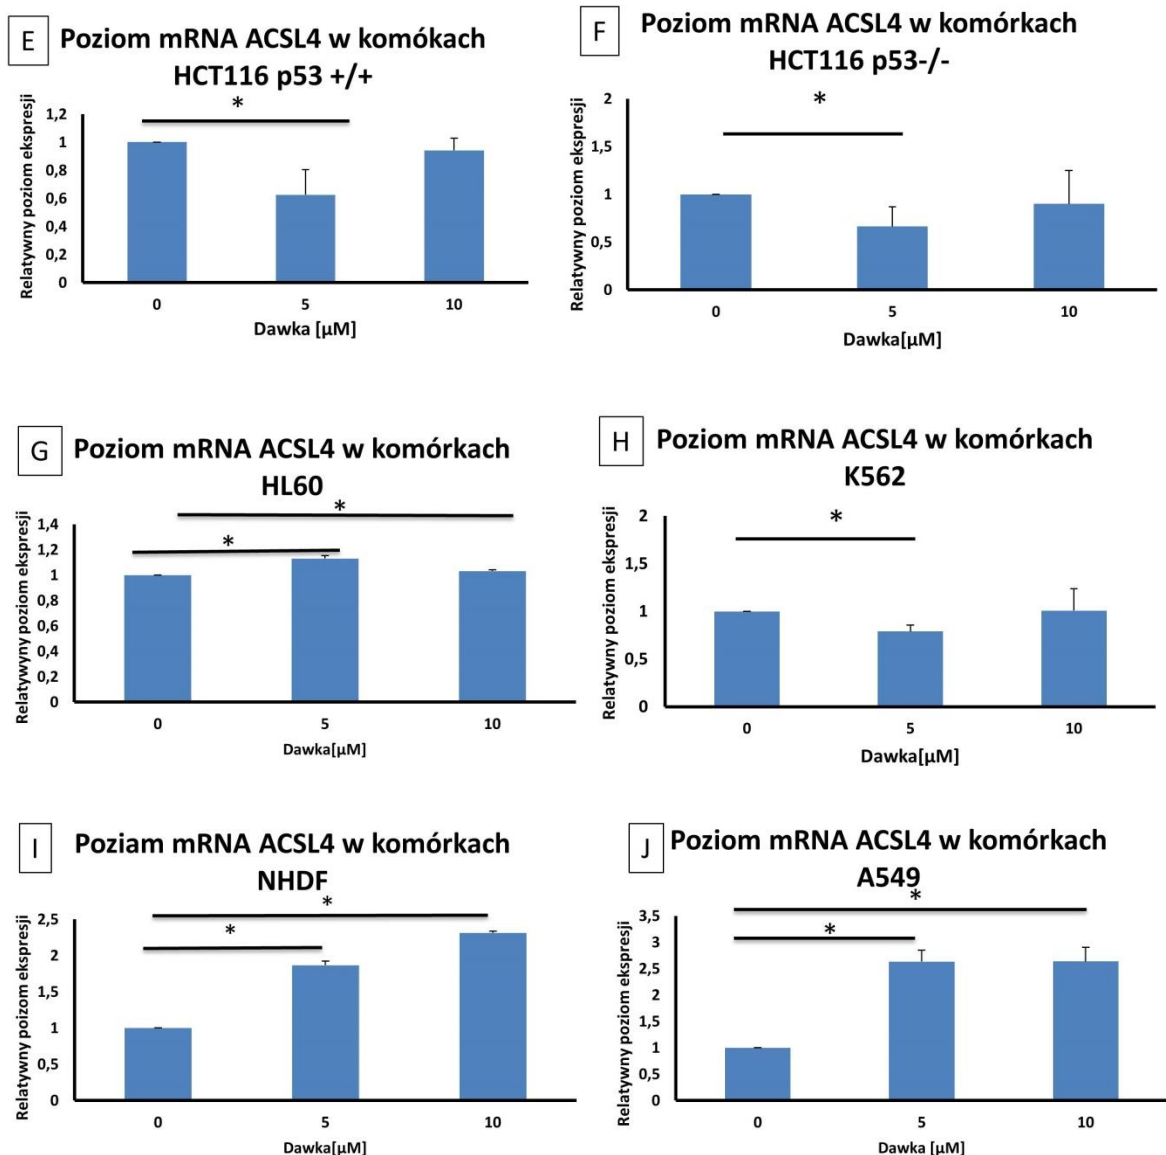 E
Poziom mRNA ACSL4 w komókach
HCT116 p53 +/+
*
Relatywny poziom ekspresji
1,2
1
0,8
0,6
0,4
0,2
0
0 5 10
Dawka [µM]
F
Poziom mRNA ACSL4 w komórkach
HCT116 p53-/-
*
Relatywny poziom ekspresji
2
1,5
1
0,5
0
0 5 10
Dawka[µM]
G
Poziom mRNA ACSL4 w komórkach
HL60
*
*
Relatywyny poziom ekspresji
1,4
1,2
1
0,8
0,6
0,4
0,2
0
0 5 10
Dawka[µM]
H
Poziom mRNA ACSL4 w komórkach
K562
*
Relatywny poziom ekspresji
2
1,5
1
0,5
0
0 5 10
Dawka[µM]
I
Poziam mRNA ACSL4 w komórkach
NHDF
*
*
Relatywny poizom ekspresji
2,5
2
1,5
1
0,5
0
0 5 10
Dawka[µM]
J
Poziom mRNA ACSL4 w komórkach
A549
*
*
Relatywny poziom ekspresji
3,5
3
2,5
2
1,5
1
0,5
0
0 5 10
Dawka[µM]